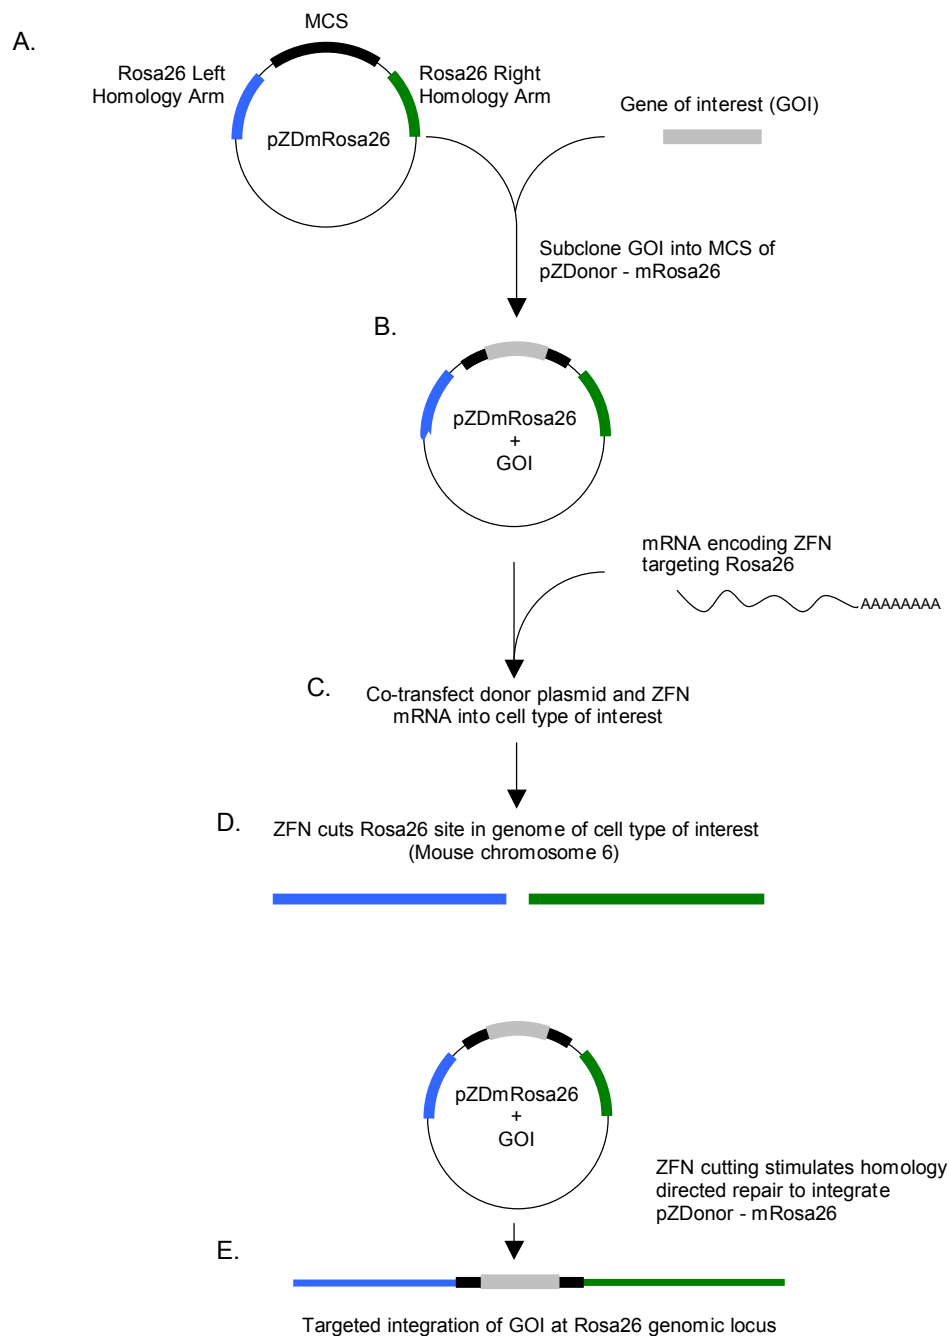 A.
MCS
Rosa26 Left
Homology Arm
Rosa26 Right
Homology Arm
pZDmRosa26
Gene of interest (GOI)
Subclone GOI into MCS of
pZDonor - mRosa26
B.
pZDmRosa26
+
GOI
mRNA encoding ZFN
targeting Rosa26
AAAAAAAA
C.
Co-transfect donor plasmid and ZFN
mRNA into cell type of interest
D.
ZFN cuts Rosa26 site in genome of cell type of interest
(Mouse chromosome 6)
pZDmRosa26
+
GOI
ZFN cutting stimulates homology
directed repair to integrate
pZDonor - mRosa26
E.
Targeted integration of GOI at Rosa26 genomic locus